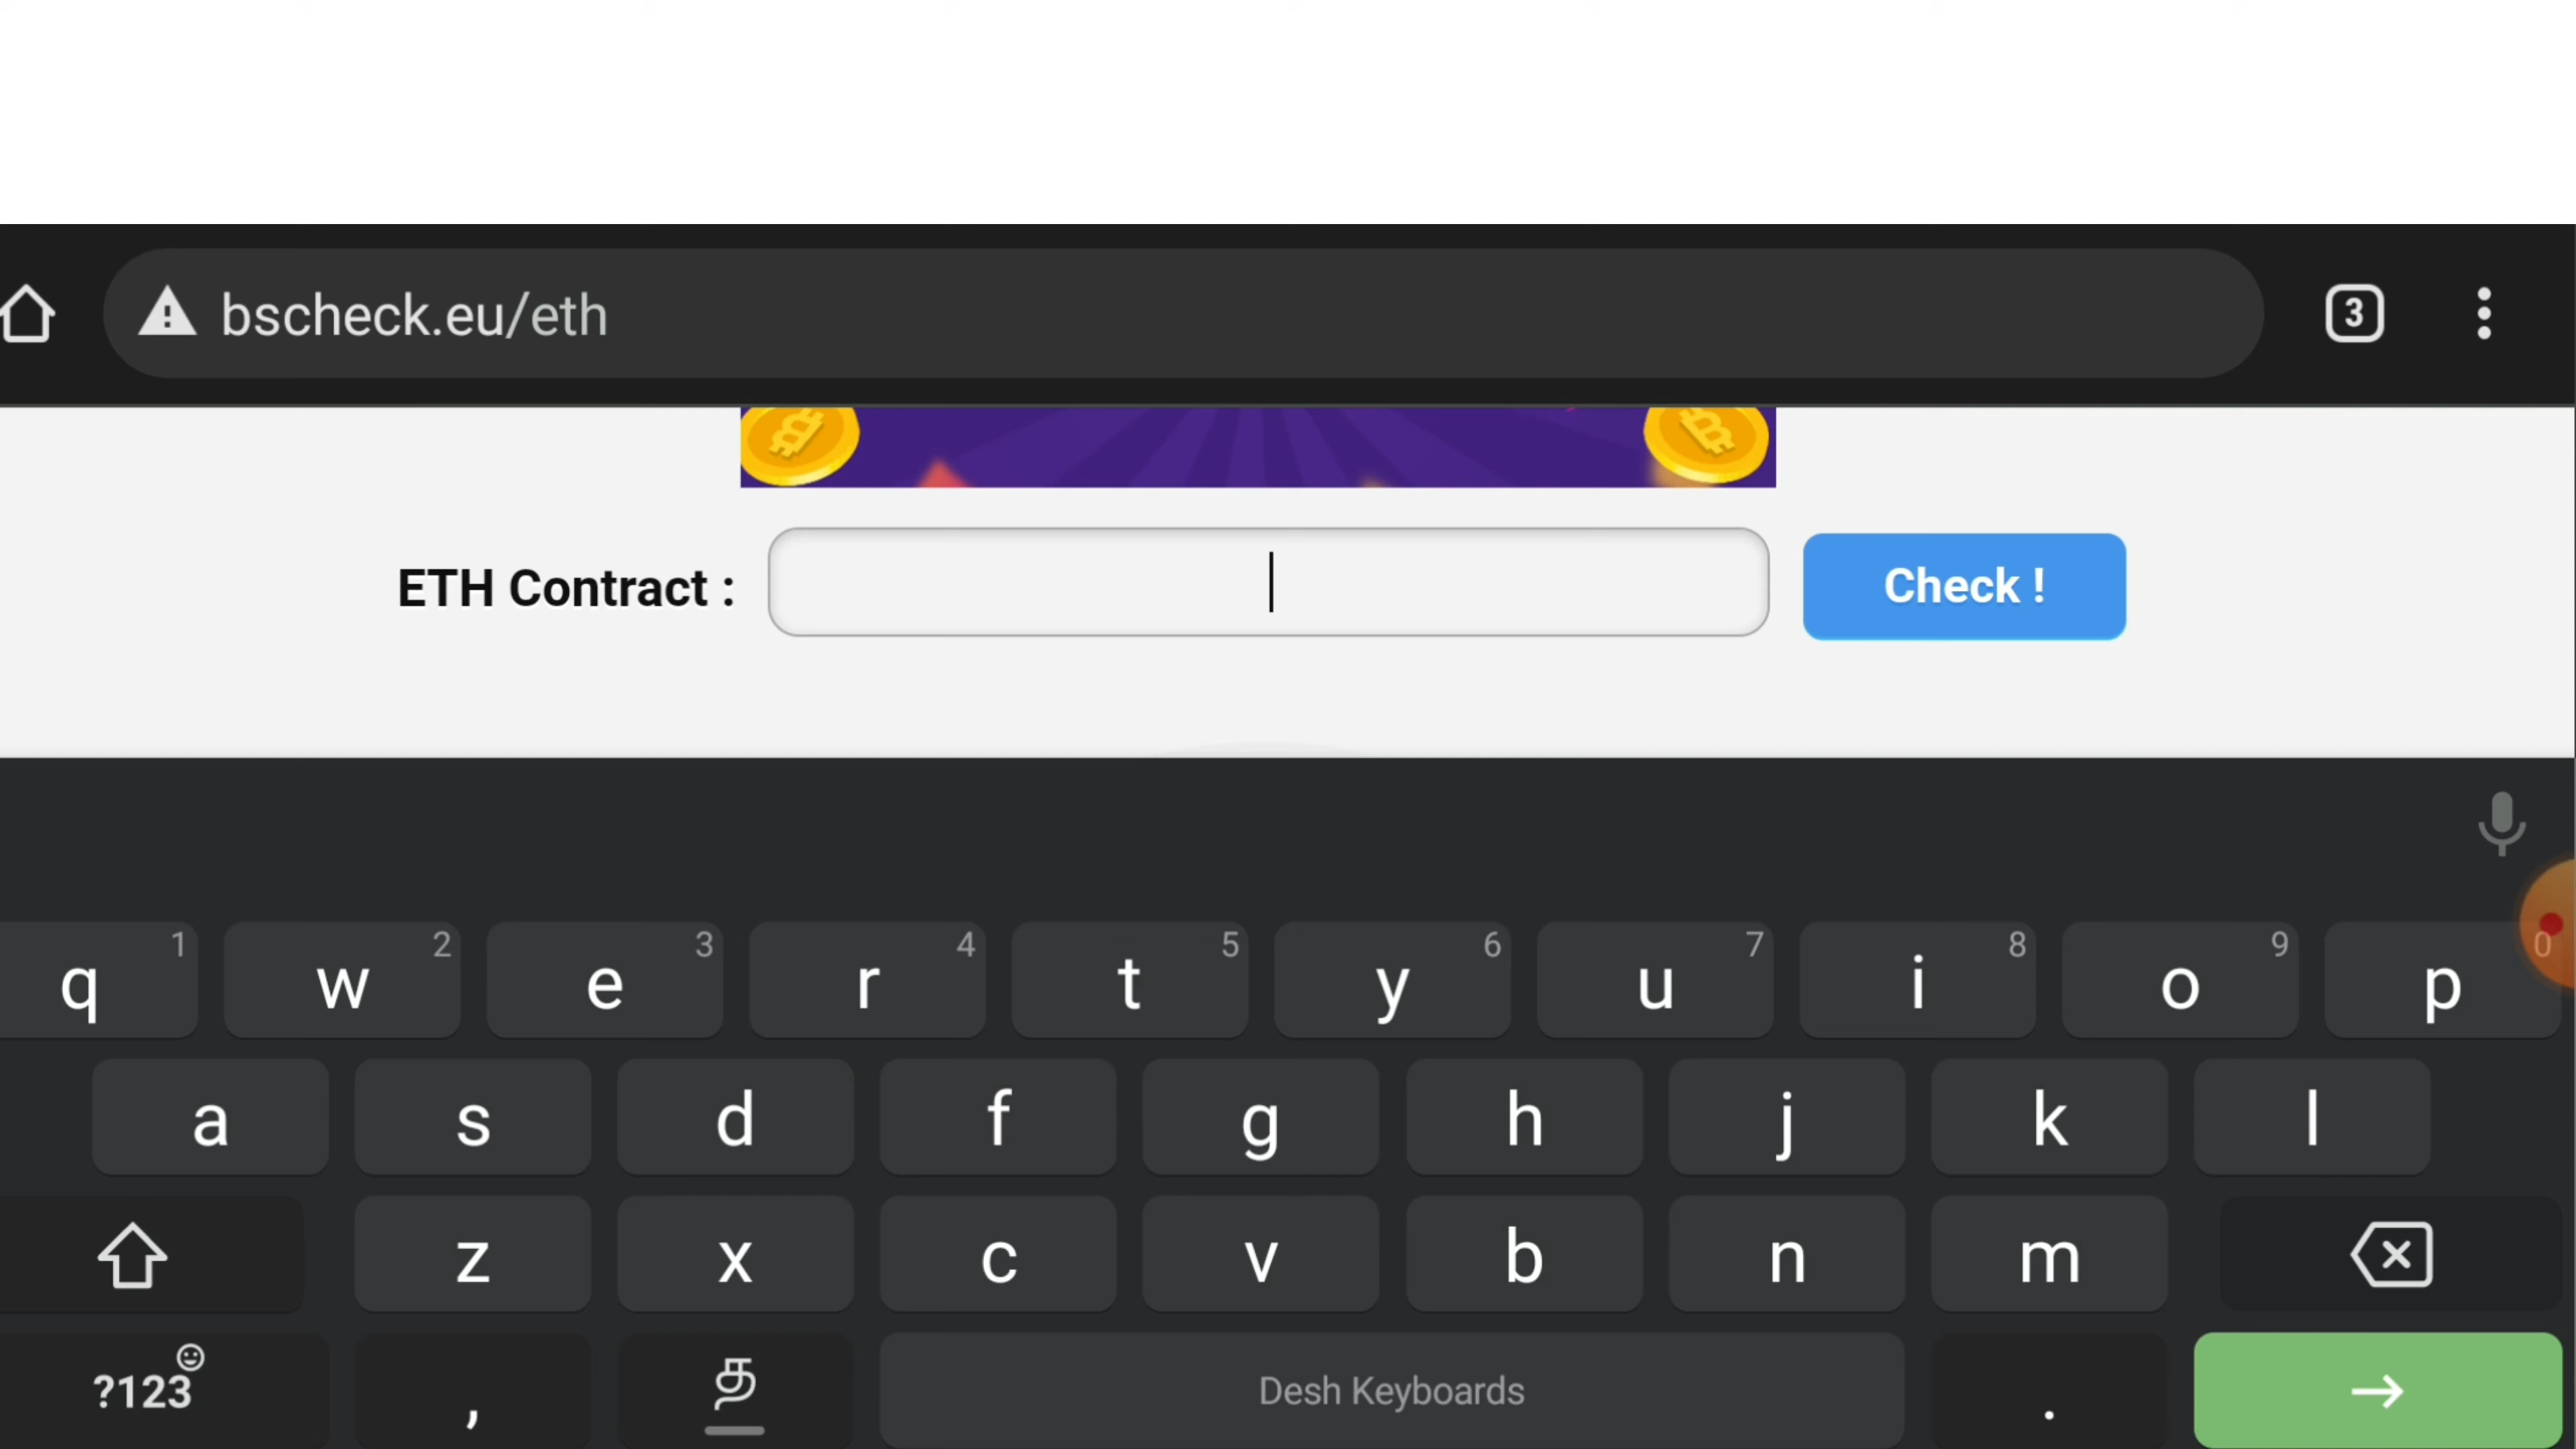 bscheck.eu/eth
3
ETH Contract :
Check !
1 2 3 4 5 6 7 8 9 0
q w e r t y u i o p
a s d f g h j k l
z x c v b n m
?123 , த Desh Keyboards .